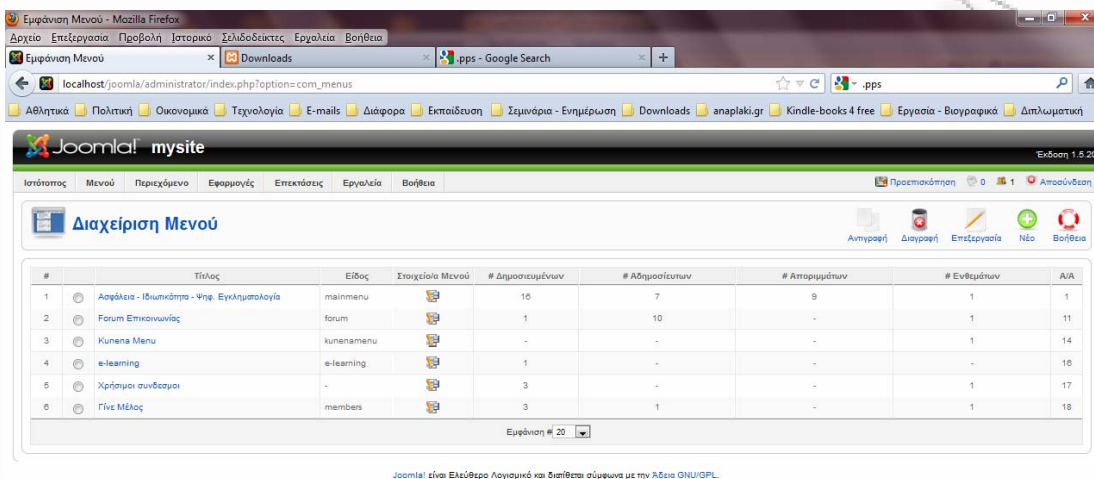 Εμφάνιση Μενού - Mozilla Firefox
Αρχείο Επεξεργασία Προβολή Ιστορικό Σελιδοδείκτες Εργαλεία Βοήθεια
Εμφάνιση Μενού × Downloads × .pps - Google Search × +
localhost/joomla/administrator/index.php?option=com_menus .pps
Αθλητικά Πολιτική Οικονομικά Τεχνολογία E-mails Διάφορα Εκπαίδευση Σεμινάρια - Ενημέρωση Downloads anaplaki.gr Kindle-books 4 free Εργασία - Βιογραφικά Διπλωματική
Joomla! mysite Έκδοση 1.5.20
Ιστότοπος Μενού Περιεχόμενο Εφαρμογές Επεκτάσεις Εργαλεία Βοήθεια Προεπισκόπηση 0 1 Αποσύνδεση
Διαχείριση Μενού Αντιγραφή Διαγραφή Επεξεργασία Νέο Βοήθεια
# Τίτλος Είδος Στοιχείο/α Μενού # Δημοσιευμένων # Αδημοσίευτων # Απορριμμάτων # Ενθεμάτων Α/Α
1 Ασφάλεια - Ιδιωτικότητα - Ψηφ. Εγκληματολογία mainmenu 16 7 9 1 1
2 Forum Επικοινωνίας forum 1 10 - 1 11
3 Kunena Menu kunenamenu - - - 1 14
4 e-learning e-learning 1 - - 1 16
5 Χρήσιμοι συνδεσμοι - 3 - - 1 17
6 Γίνε Μέλος members 3 1 - 1 18
Εμφάνιση # 20
Joomla! είναι Ελεύθερο Λογισμικό και διατίθεται σύμφωνα με την Άδεια GNU/GPL.